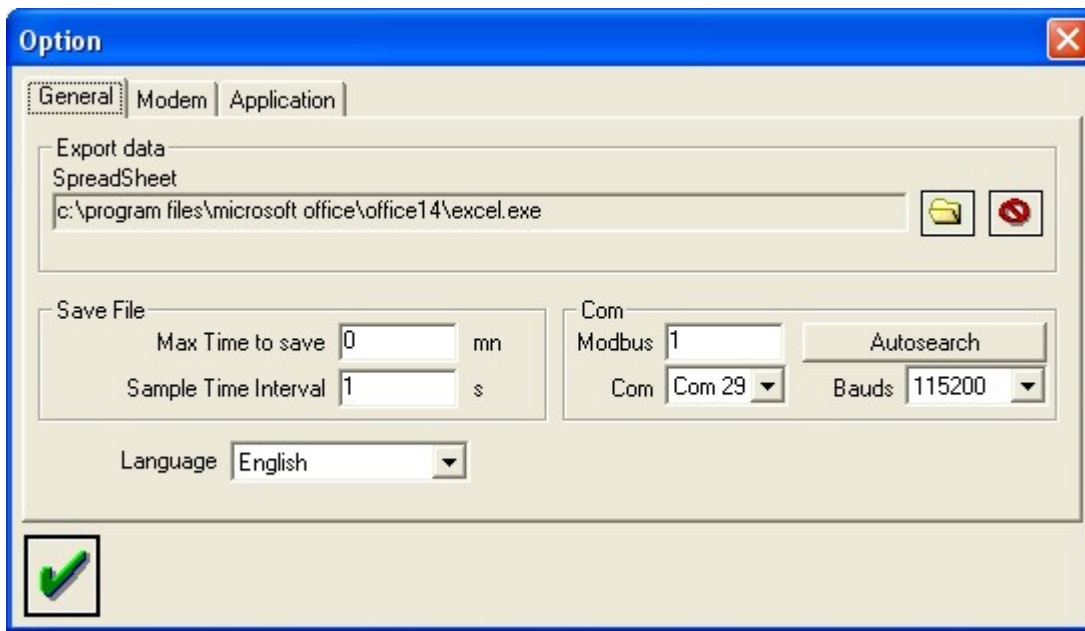 Option
General Modem Application
Export data
SpreadSheet
c:\program files\microsoft office\office14\excel.exe
Save File
Max Time to save 0 mn
Sample Time Interval 1 s
Com
Modbus 1 Autosearch
Com Com 29 Bauds 115200
Language English